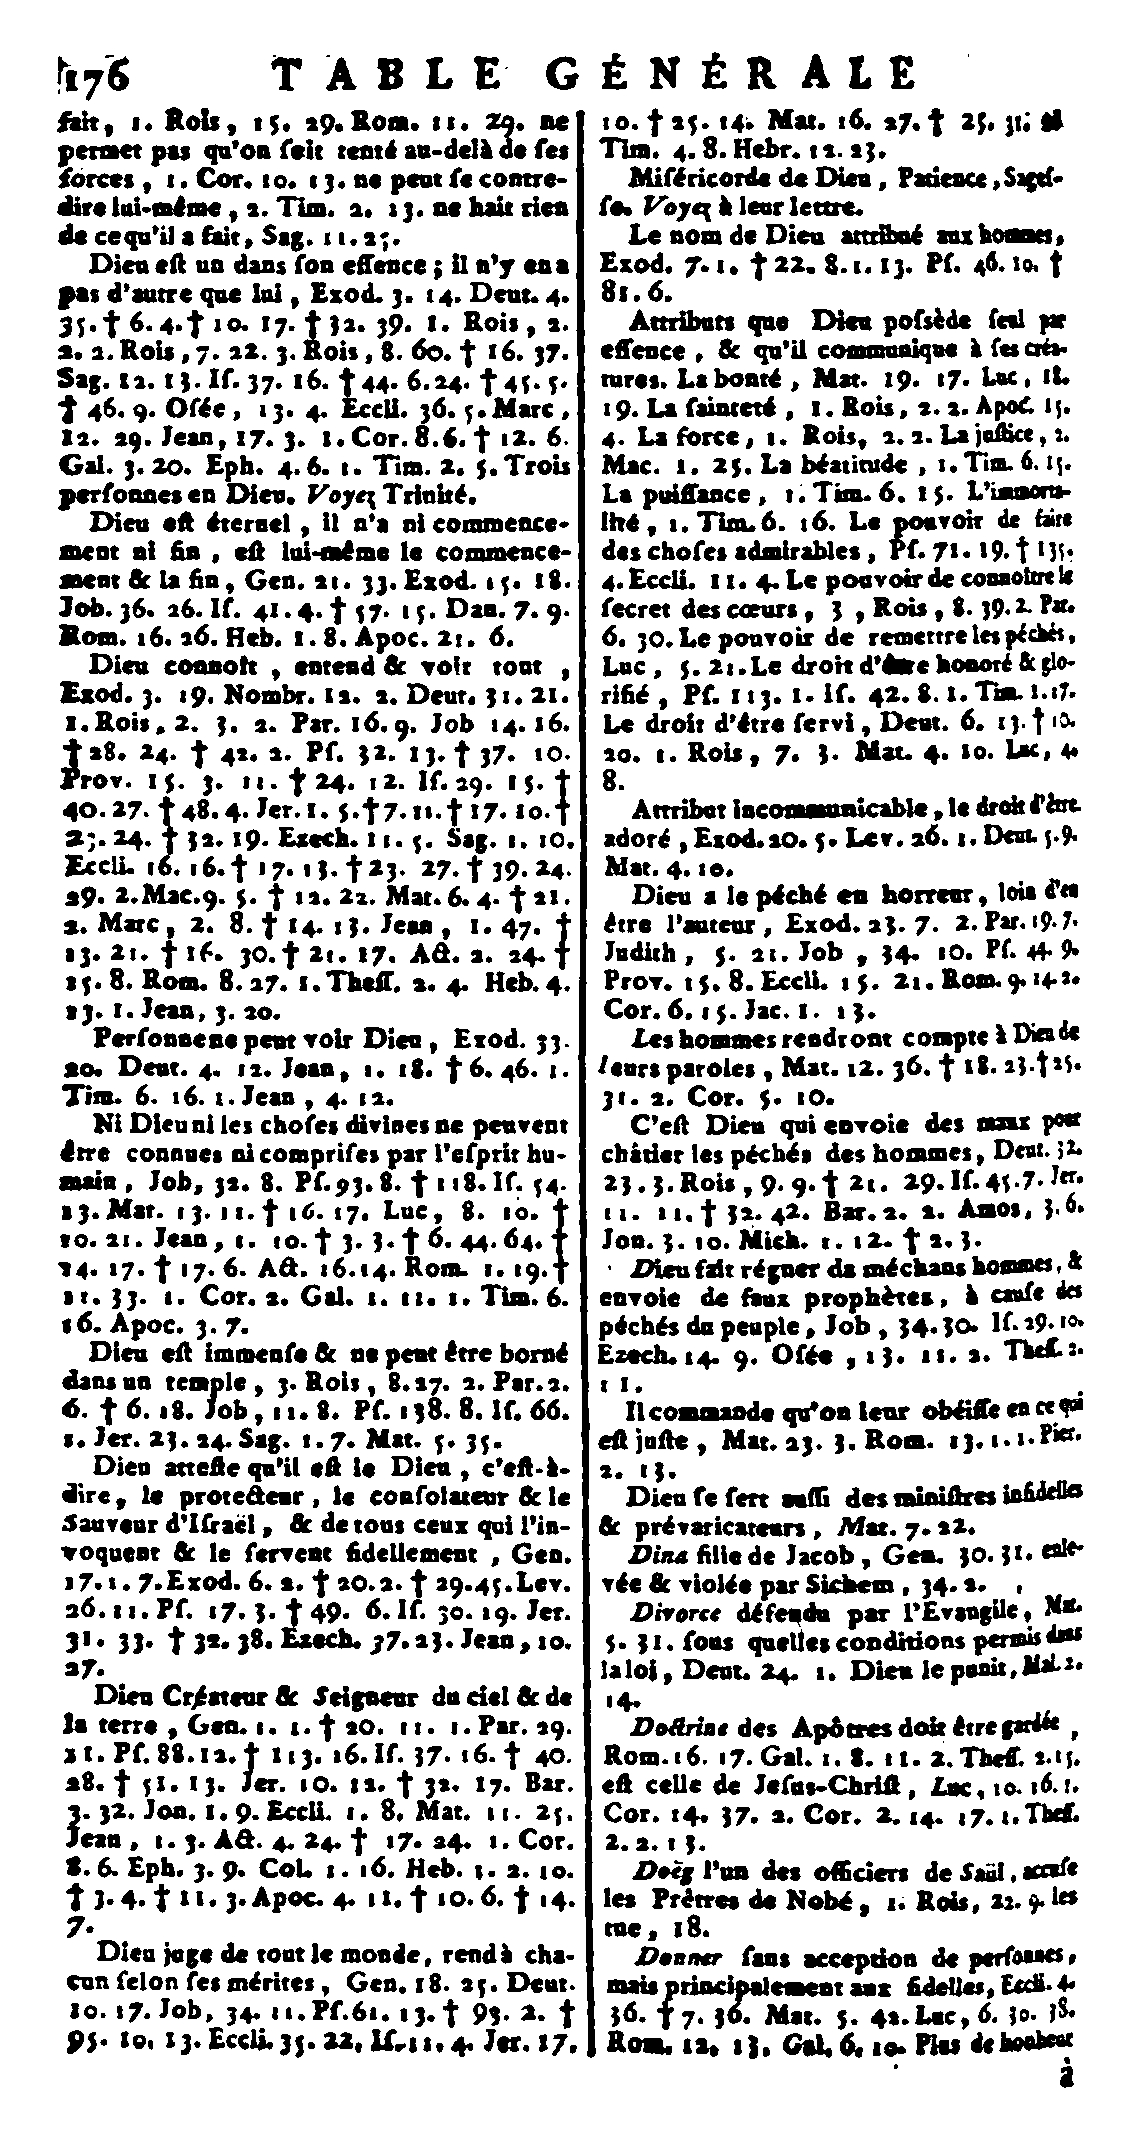 176 TABLE GÉNÉRALE
fait, 1. Rois, 15. 29. Rom. 11. 29. ne
permet pas qu'on ſoit tenté au-delà de ſes
forces, 1. Cor. 10. 13. ne peut ſe contre-
dire lui-même, 2. Tim. 2. 13. ne hait rien
de ce qu'il a fait, Sag. 11. 25.
Dieu eſt un dans ſon eſſence; il n'y en a
pas d'autre que lui, Exod. 3. 14. Deut. 4.
35. † 6. 4. † 10. 17. † 32. 39. 1. Rois, 2.
2. 2. Rois, 7. 22. 3. Rois, 8. 60. † 16. 37.
Sag. 12. 13. Iſ. 37. 16. † 44. 6. 24. † 45. 5.
† 46. 9. Oſée, 13. 4. Eccli. 36. 5. Marc,
12. 29. Jean, 17. 3. 1. Cor. 8. 6. † 12. 6.
Gal. 3. 20. Eph. 4. 6. 1. Tim. 2. 5. Trois
perſonnes en Dieu. Voyez Trinité.
Dieu eſt éternel, il n'a ni commence-
ment ni fin, eſt lui-même le commence-
ment & la fin, Gen. 21. 33. Exod. 15. 18.
Job. 36. 26. Iſ. 41. 4. † 57. 15. Dan. 7. 9.
Rom. 16. 26. Heb. 1. 8. Apoc. 21. 6.
Dieu connoît, entend & voit tout,
Exod. 3. 19. Nombr. 12. 2. Deut. 31. 21.
1. Rois, 2. 3. 2. Par. 16. 9. Job 14. 16.
† 28. 24. † 42. 2. Pſ. 32. 13. † 37. 10.
Prov. 15. 3. 11. † 24. 12. Iſ. 29. 15. †
40. 27. † 48. 4. Jer. 1. 5. † 7. 11. † 17. 10. †
23. 24. † 32. 19. Ezech. 11. 5. Sag. 1. 10.
Eccli. 16. 16. † 17. 13. † 23. 27. † 39. 24.
29. 2. Mac. 9. 5. † 12. 22. Mat. 6. 4. † 21.
2. Marc, 2. 8. † 14. 13. Jean, 1. 47. †
13. 21. † 16. 30. † 21. 17. Act. 2. 24. †
15. 8. Rom. 8. 27. 1. Theſſ. 2. 4. Heb. 4.
13. 1. Jean, 3. 20.
Perſonne ne peut voir Dieu, Exod. 33.
20. Deut. 4. 12. Jean, 1. 18. † 6. 46. 1.
Tim. 6. 16. 1. Jean, 4. 12.
Ni Dieu ni les choſes divines ne peuvent
être connues ni compriſes par l'eſprit hu-
main, Job, 32. 8. Pſ. 93. 8. † 118. Iſ. 54.
13. Mat. 13. 11. † 16. 17. Luc, 8. 10. †
10. 21. Jean, 1. 10. † 3. 3. † 6. 44. 64. †
14. 17. † 17. 6. Act. 16. 14. Rom. 1. 19. †
11. 33. 1. Cor. 2. Gal. 1. 11. 1. Tim. 6.
16. Apoc. 3. 7.
Dieu eſt immenſe & ne peut être borné
dans un temple, 3. Rois, 8. 27. 2. Par. 2.
6. † 6. 18. Job, 11. 8. Pſ. 138. 8. Iſ. 66.
1. Jer. 23. 24. Sag. 1. 7. Mat. 5. 35.
Dieu atteſte qu'il eſt le Dieu, c'eſt-à-
dire, le protecteur, le conſolateur & le
Sauveur d'Iſraël, & de tous ceux qui l'in-
voquent & le ſervent fidellement, Gen.
17. 1. 7. Exod. 6. 2. † 20. 2. † 29. 45. Lev.
26. 11. Pſ. 17. 3. † 49. 6. Iſ. 30. 19. Jer.
31. 33. † 32. 38. Ezech. 37. 23. Jean, 10.
27.
Dieu Créateur & Seigneur du ciel & de
la terre, Gen. 1. 1. † 20. 11. 1. Par. 29.
11. Pſ. 88. 12. † 113. 16. Iſ. 37. 16. † 40.
28. † 51. 13. Jer. 10. 12. † 32. 17. Bar.
3. 32. Jon. 1. 9. Eccli. 1. 8. Mat. 11. 25.
Jean, 1. 3. Act. 4. 24. † 17. 24. 1. Cor.
8. 6. Eph. 3. 9. Col. 1. 16. Heb. 1. 2. 10.
† 3. 4. † 11. 3. Apoc. 4. 11. † 10. 6. † 14.
7.
Dieu juge de tout le monde, rend à cha-
cun ſelon ſes mérites, Gen. 18. 25. Deut.
10. 17. Job, 34. 11. Pſ. 61. 13. † 93. 2. †
95. 10. 13. Eccli. 35. 22. Iſ. 11. 4. Jer. 17.
10. † 25. 14. Mat. 16. 27. † 25. 31.
Tim. 4. 8. Hebr. 12. 23.
Miſéricorde de Dieu, Patience, Sageſ-
ſe. Voyez à leur lettre.
Le nom de Dieu attribué aux hommes,
Exod. 7. 1. † 22. 8. 1. 13. Pſ. 46. 10. †
81. 6.
Attributs que Dieu poſsède ſeul par
eſſence, & qu'il communique à ſes créa-
tures. La bonté, Mat. 19. 17. Luc, 18.
19. La ſainteté, 1. Rois, 2. 2. Apoc. 15.
4. La force, 1. Rois, 2. 2. La juſtice, 2.
Mac. 1. 25. La béatitude, 1. Tim. 6. 15.
La puiſſance, 1. Tim. 6. 15. L'immorta-
lité, 1. Tim. 6. 16. Le pouvoir de faire
des choſes admirables, Pſ. 71. 19. † 135.
4. Eccli. 11. 4. Le pouvoir de connoître le
ſecret des cœurs, 3, Rois, 8. 39. 2. Par.
6. 30. Le pouvoir de remettre les péchés,
Luc, 5. 21. Le droit d'être honoré & glo-
rifié, Pſ. 113. 1. Iſ. 42. 8. 1. Tim. 1. 17.
Le droit d'être ſervi, Deut. 6. 13. † 10.
20. 1. Rois, 7. 3. Mat. 4. 10. Luc, 4.
8.
Attribut incommunicable, le droit d'être
adoré, Exod. 20. 5. Lev. 26. 1. Deut. 5. 9.
Mat. 4. 10.
Dieu a le péché en horreur, loin d'en
être l'auteur, Exod. 23. 7. 2. Par. 19. 7.
Judith, 5. 21. Job, 34. 10. Pſ. 44. 9.
Prov. 15. 8. Eccli. 15. 21. Rom. 9. 14. 2.
Cor. 6. 15. Jac. 1. 13.
Les hommes rendront compte à Dieu de
leurs paroles, Mat. 12. 36. † 18. 23. † 25.
31. 2. Cor. 5. 10.
C'eſt Dieu qui envoie des maux pour
châtier les péchés des hommes, Deut. 32.
23. 3. Rois, 9. 9. † 21. 29. Iſ. 45. 7. Jer.
11. 11. † 32. 42. Bar. 2. 2. Amos, 3. 6.
Jon. 3. 10. Mich. 1. 12. † 2. 3.
Dieu fait régner da méchans hommes, &
envoie de faux prophètes, à cauſe des
péchés du peuple, Job, 34. 30. Iſ. 29. 10.
Ezech. 14. 9. Oſée, 13. 11. 2. Theſſ. 2.
11.
Il commande qu'on leur obéiſſe en ce qui
eſt juſte, Mat. 23. 3. Rom. 13. 1. 1. Pier.
2. 13.
Dieu ſe ſert auſſi des miniſtres infidelles
& prévaricateurs, Mat. 7. 22.
Dina fille de Jacob, Gen. 30. 31. enle-
vée & violée par Sichem, 34. 2.
Divorce défendu par l'Evangile, Mat.
5. 31. ſous quelles conditions permis dans
la loi, Deut. 24. 1. Dieu le punit, Mal. 2.
14.
Doctrine des Apôtres doit être gardée,
Rom. 16. 17. Gal. 1. 8. 11. 2. Theſſ. 2. 15.
eſt celle de Jeſus-Chriſt, Luc, 10. 16. 1.
Cor. 14. 37. 2. Cor. 2. 14. 17. 1. Theſſ.
2. 2. 13.
Doëg l'un des officiers de Saül, accuſe
les Prêtres de Nobé, 1. Rois, 22. 9. les
tue, 18.
Donner ſans acception de perſonnes,
mais principalement aux fidelles, Eccli. 4.
36. † 7. 36. Mat. 5. 42. Luc, 6. 30. 38.
Rom. 12. 13. Gal. 6. 10. Plus de bonheur
à